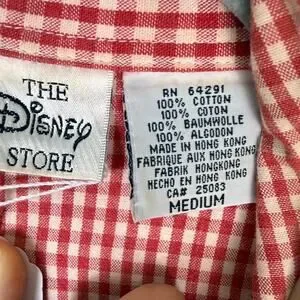 THE
Disney
STORE
RN 64291
100% COTTON
100% COTON
100% BAUMWOLLE
100% ALGODON
MADE IN HONG KONG
FABRIQUE AUX HONG KONG
FABRIK HONGKONG
HECHO EN HONG KONG
CA# 25083
MEDIUM